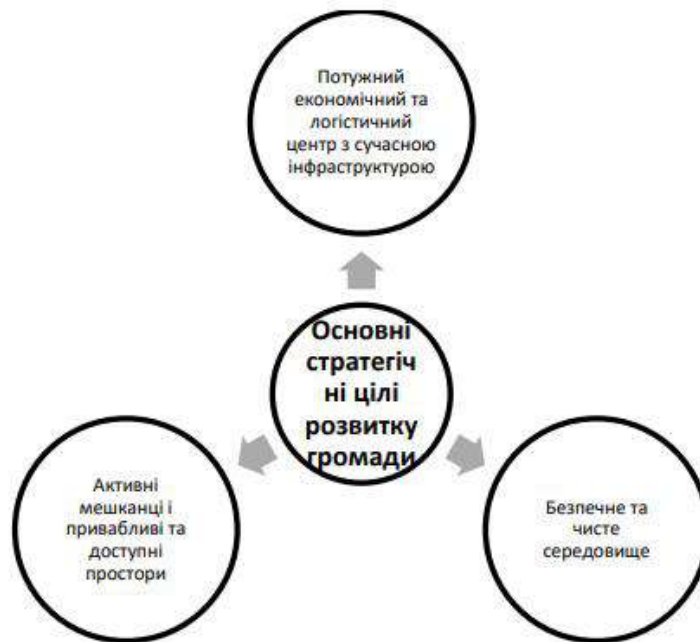 Потужний
економічний та
логістичний
центр з сучасною
інфраструктурою
Основні
стратегіч
ні цілі
розвитку
громади
Активні
мешканці і
привабливі та
доступні
простори
Безпечне та
чисте
середовище